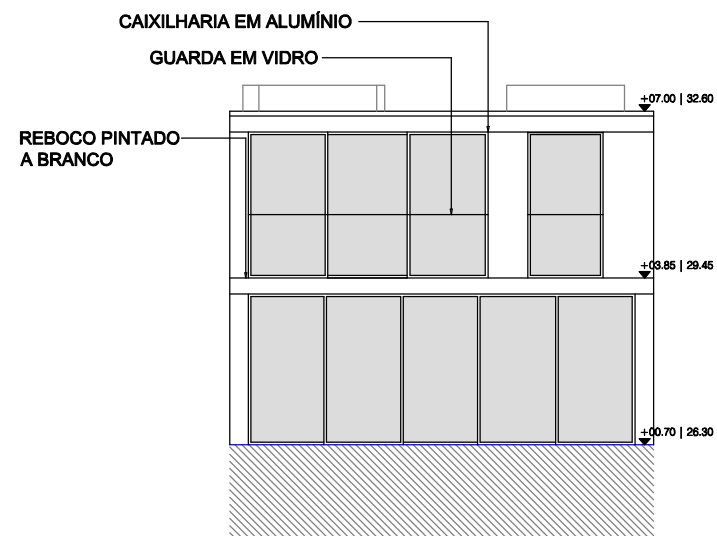 CAIXILHARIA EM ALUMÍNIO
GUARDA EM VIDRO
+07.00 | 32.60
REBOCO PINTADO
A BRANCO
+03.85 | 29.45
+00.70 | 26.30